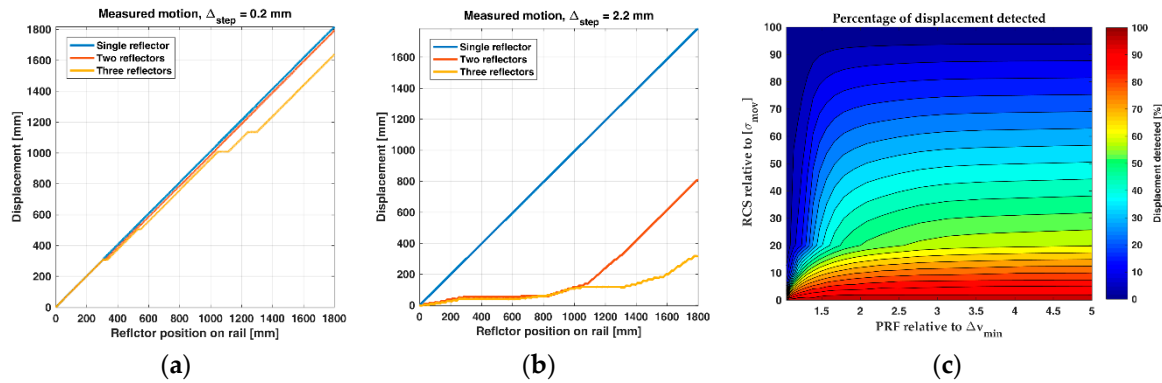 Measured motion, Δstep = 0.2 mm
Displacement [mm]
1800
1600
1400
1200
1000
800
600
400
200
0
Single reflector
Two reflectors
Three reflectors
0 200 400 600 800 1000 1200 1400 1600 1800
Reflctor position on rail [mm]
(a)
Measured motion, Δstep = 2.2 mm
Displacement [mm]
1600
1400
1200
1000
800
600
400
200
0
Single reflector
Two reflectors
Three reflectors
0 200 400 600 800 1000 1200 1400 1600 1800
Reflctor position on rail [mm]
(b)
Percentage of displacement detected
RCS relative to [σmov]
100
90
80
70
60
50
40
30
20
10
0
1.5 2 2.5 3 3.5 4 4.5 5
PRF relative to Δvmin
100
90
80
70
60
50
40
30
20
10
0
Displacment detected [%]
(c)